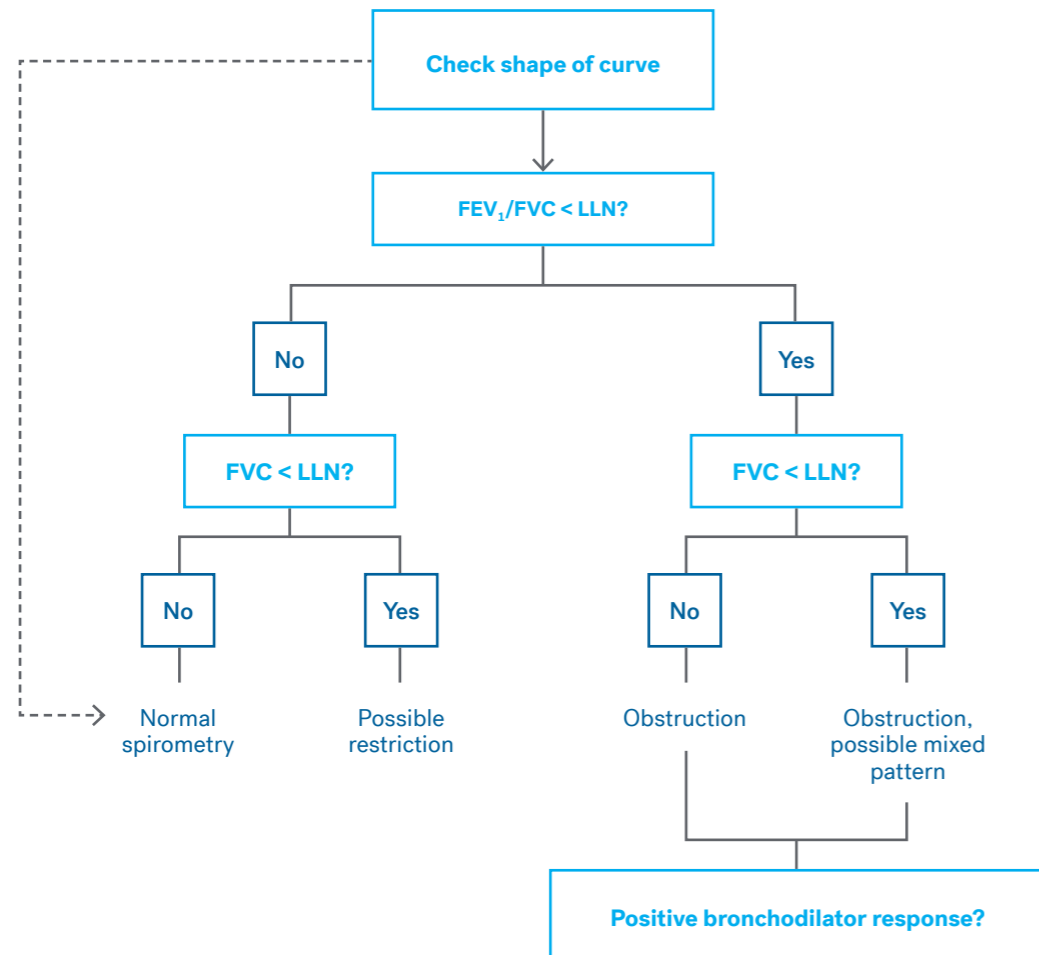 Check shape of curve
FEV₁/FVC < LLN?
No
Yes
FVC < LLN?
FVC < LLN?
No
Yes
No
Yes
Normal
spirometry
Possible
restriction
Obstruction
Obstruction,
possible mixed
pattern
Positive bronchodilator response?